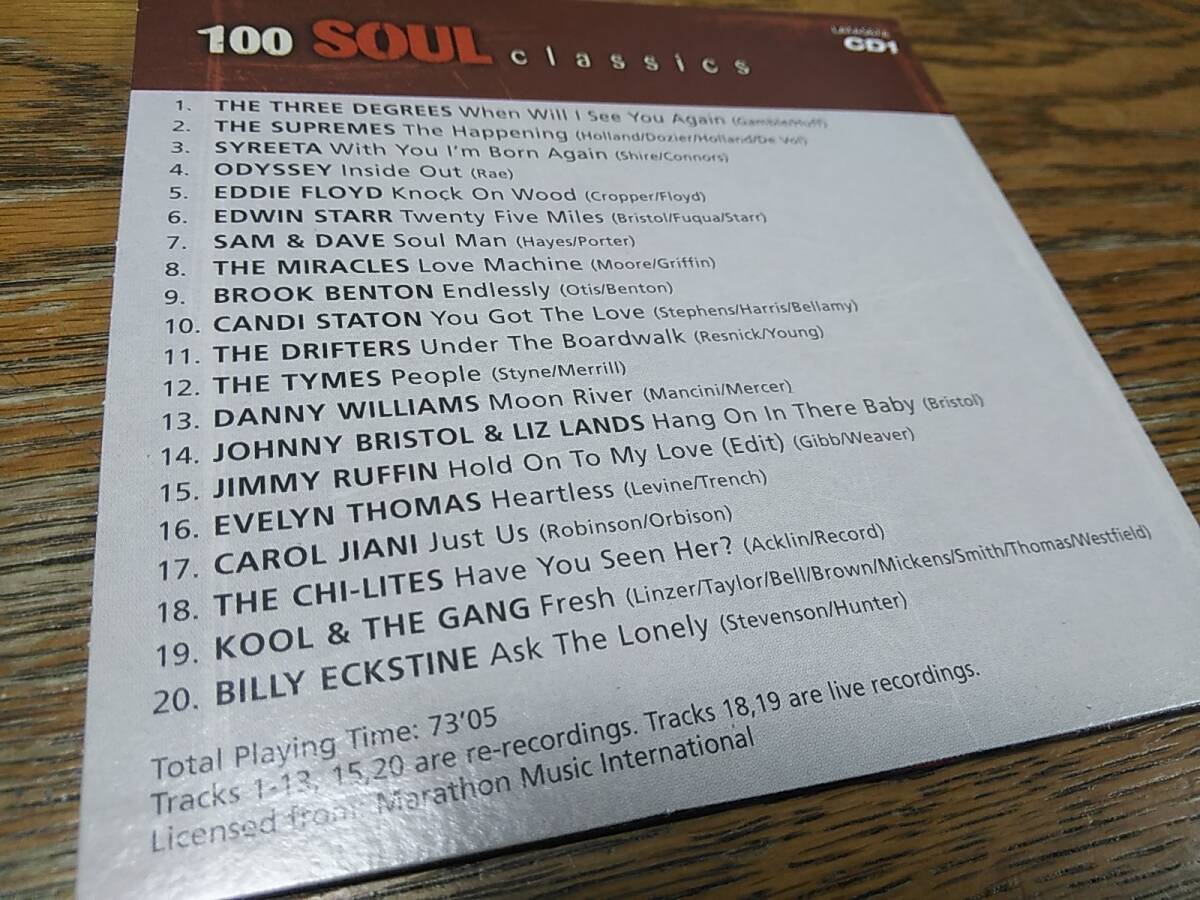 100 SOUL classics
CD1
1. THE THREE DEGREES When Will I See You Again (Gamble/Huff)
2. THE SUPREMES The Happening (Holland/Dozier/Holland/De Vol)
3. SYREETA With You I'm Born Again (Shire/Connors)
4. ODYSSEY Inside Out (Rae)
5. EDDIE FLOYD Knock On Wood (Cropper/Floyd)
6. EDWIN STARR Twenty Five Miles (Bristol/Fuqua/Starr)
7. SAM & DAVE Soul Man (Hayes/Porter)
8. THE MIRACLES Love Machine (Moore/Griffin)
9. BROOK BENTON Endlessly (Otis/Benton)
10. CANDI STATON You Got The Love (Stephens/Harris/Bellamy)
11. THE DRIFTERS Under The Boardwalk (Resnick/Young)
12. THE TYMES People (Styne/Merrill)
13. DANNY WILLIAMS Moon River (Mancini/Mercer)
14. JOHNNY BRISTOL & LIZ LANDS Hang On In There Baby (Bristol)
15. JIMMY RUFFIN Hold On To My Love (Edit) (Gibb/Weaver)
16. EVELYN THOMAS Heartless (Levine/Trench)
17. CAROL JIANI Just Us (Robinson/Orbison)
18. THE CHI-LITES Have You Seen Her? (Acklin/Record)
19. KOOL & THE GANG Fresh (Linzer/Taylor/Bell/Brown/Mickens/Smith/Thomas/Westfield)
20. BILLY ECKSTINE Ask The Lonely (Stevenson/Hunter)
Total Playing Time: 73'05
Tracks 1-13, 15,20 are re-recordings. Tracks 18,19 are live recordings.
Licensed from: Marathon Music International